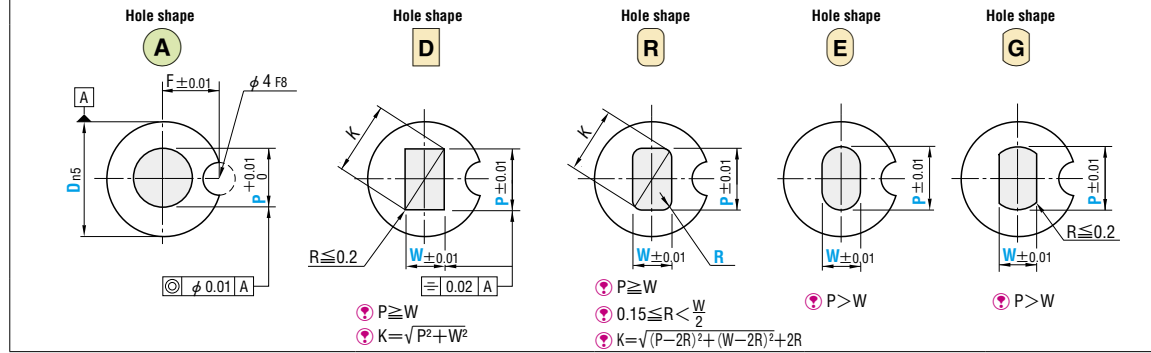 Hole shape
A
F±0.01
φ4 F8
A
Dn5
P +0.01 0
◎ φ0.01 A
Hole shape
D
K
P±0.01
R≦0.2
W±0.01
⌯ 0.02 A
P≧W
K=√P²+W²
Hole shape
R
K
P±0.01
W±0.01
R
P≧W
0.15≦R<W/2
K=√(P−2R)²+(W−2R)²+2R
Hole shape
E
P±0.01
W±0.01
P>W
Hole shape
G
P±0.01
R≦0.2
W±0.01
P>W